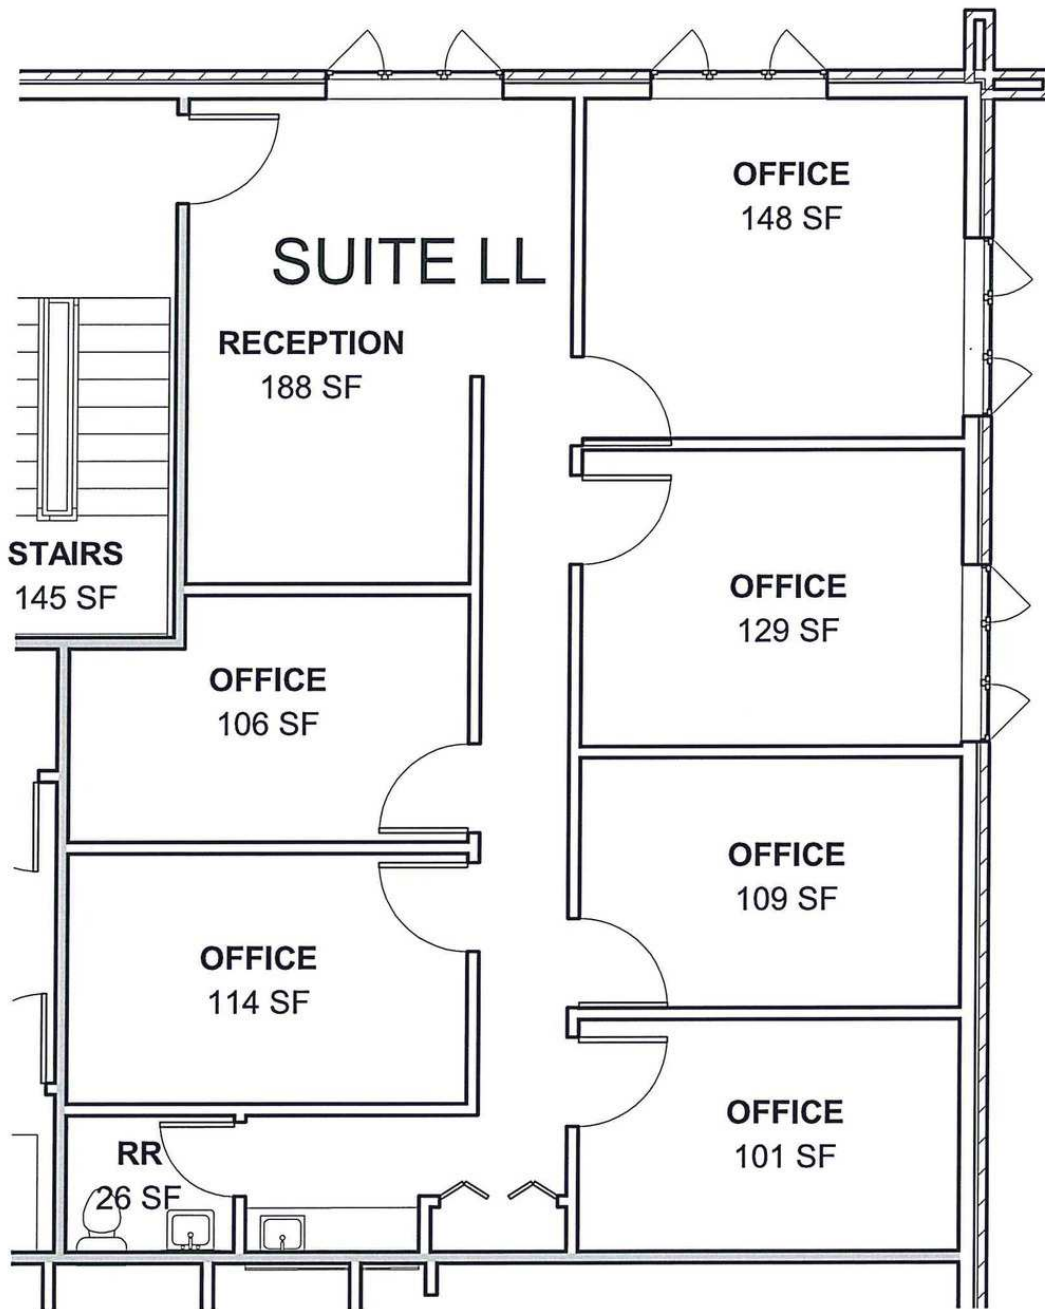 OFFICE
148 SF
SUITE LL
RECEPTION
188 SF
STAIRS
145 SF
OFFICE
129 SF
OFFICE
106 SF
OFFICE
109 SF
OFFICE
114 SF
OFFICE
101 SF
RR
26 SF